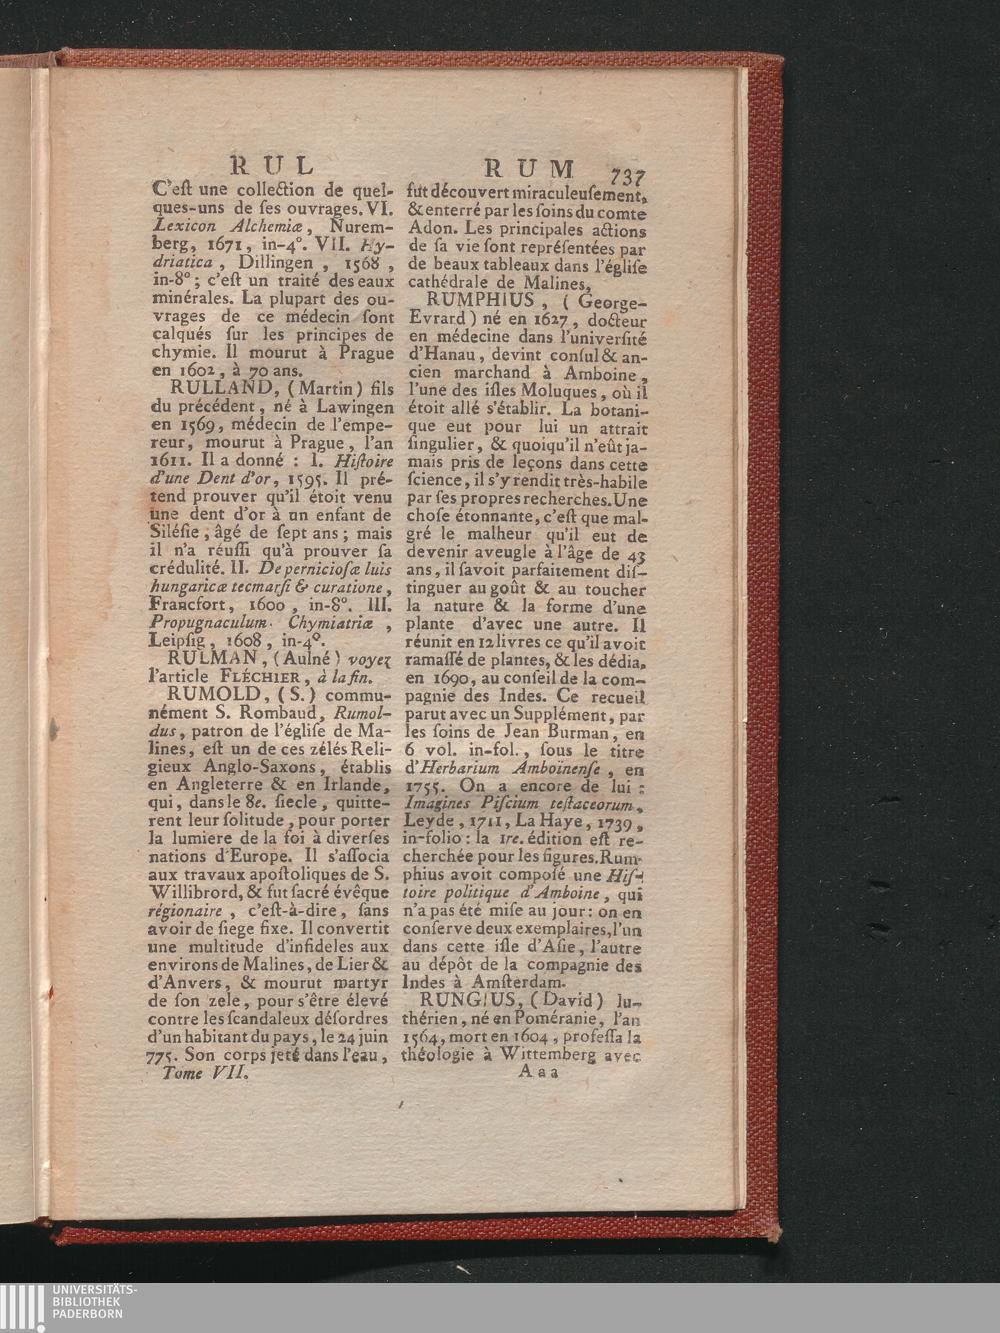 RUL
C'eſt une collection de quel-
ques-uns de ſes ouvrages. VI.
Lexicon Alchemiæ, Nurem-
berg, 1671, in-4°. VII. Hy-
driatica, Dillingen, 1568,
in-8°; c'eſt un traité des eaux
minérales. La plupart des ou-
vrages de ce médecin ſont
calqués ſur les principes de
chymie. Il mourut à Prague
en 1602, à 70 ans.
RULLAND, (Martin) fils
du précédent, né à Lawingen
en 1569, médecin de l'empe-
reur, mourut à Prague, l'an
1611. Il a donné : I. Hiſtoire
d'une Dent d'or, 1595. Il pré-
tend prouver qu'il étoit venu
une dent d'or à un enfant de
Siléſie, âgé de ſept ans; mais
il n'a réuſſi qu'à prouver ſa
crédulité. II. De pernicioſæ luis
hungaricæ tecmarſi & curatione,
Francfort, 1600, in-8°. III.
Propugnaculum Chymiatriæ,
Leipſig, 1608, in-4°.
RULMAN, (Aulné) voyez
l'article FLÉCHIER, à la fin.
RUMOLD, (S.) commu-
nément S. Rombaud, Rumol-
dus, patron de l'égliſe de Ma-
lines, eſt un de ces zélés Reli-
gieux Anglo-Saxons, établis
en Angleterre & en Irlande,
qui, dans le 8e. ſiecle, quitte-
rent leur ſolitude, pour porter
la lumiere de la foi à diverſes
nations d'Europe. Il s'aſſocia
aux travaux apoſtoliques de S.
Willibrord, & fut ſacré évêque
régionaire, c'eſt-à-dire, ſans
avoir de ſiege fixe. Il convertit
une multitude d'infideles aux
environs de Malines, de Lier &
d'Anvers, & mourut martyr
de ſon zele, pour s'être élevé
contre les ſcandaleux déſordres
d'un habitant du pays, le 24 juin
775. Son corps jeté dans l'eau,
Tome VII.
RUM 737
fut découvert miraculeuſement,
& enterré par les ſoins du comte
Adon. Les principales actions
de ſa vie ſont repréſentées par
de beaux tableaux dans l'égliſe
cathédrale de Malines.
RUMPHIUS, (George-
Evrard) né en 1627, docteur
en médecine dans l'univerſité
d'Hanau, devint conſul & an-
cien marchand à Amboine,
l'une des iſles Moluques, où il
étoit allé s'établir. La botani-
que eut pour lui un attrait
ſingulier, & quoiqu'il n'eût ja-
mais pris de leçons dans cette
ſcience, il s'y rendit très-habile
par ſes propres recherches. Une
choſe étonnante, c'eſt que mal-
gré le malheur qu'il eut de
devenir aveugle à l'âge de 43
ans, il ſavoit parfaitement diſ-
tinguer au goût & au toucher
la nature & la forme d'une
plante d'avec une autre. Il
réunit en 12 livres ce qu'il avoit
ramaſſé de plantes, & les dédia,
en 1690, au conſeil de la com-
pagnie des Indes. Ce recueil
parut avec un Supplément, par
les ſoins de Jean Burman, en
6 vol. in-fol., ſous le titre
d'Herbarium Amboïnenſe, en
1755. On a encore de lui :
Imagines Piſcium teſtaceorum,
Leyde, 1711, La Haye, 1739,
in-folio : la 1re. édition eſt re-
cherchée pour les figures. Rum-
phius avoit compoſé une Hiſ-
toire politique d'Amboine, qui
n'a pas été miſe au jour : on en
conſerve deux exemplaires, l'un
dans cette iſle d'Aſie, l'autre
au dépôt de la compagnie des
Indes à Amſterdam.
RUNGIUS, (David) lu-
thérien, né en Poméranie, l'an
1564, mort en 1604, profeſſa la
théologie à Wittemberg avec
Aaa
UNIVERSITÄTS-
BIBLIOTHEK
PADERBORN